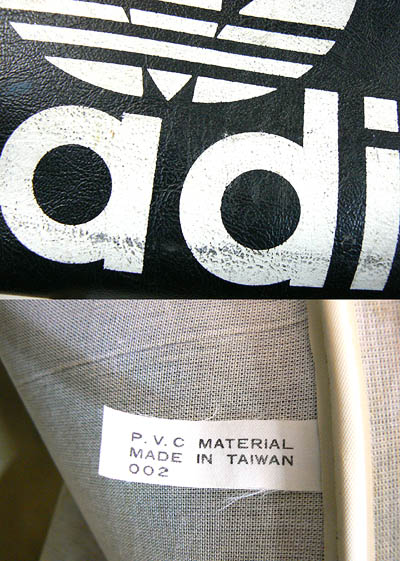 adi
P.V.C MATERIAL
MADE IN TAIWAN
002